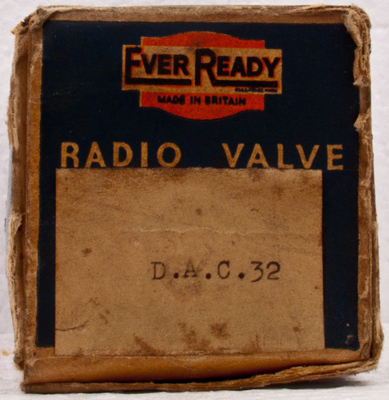 EVER READY
MADE IN BRITAIN
RADIO VALVE
D.A.C.32